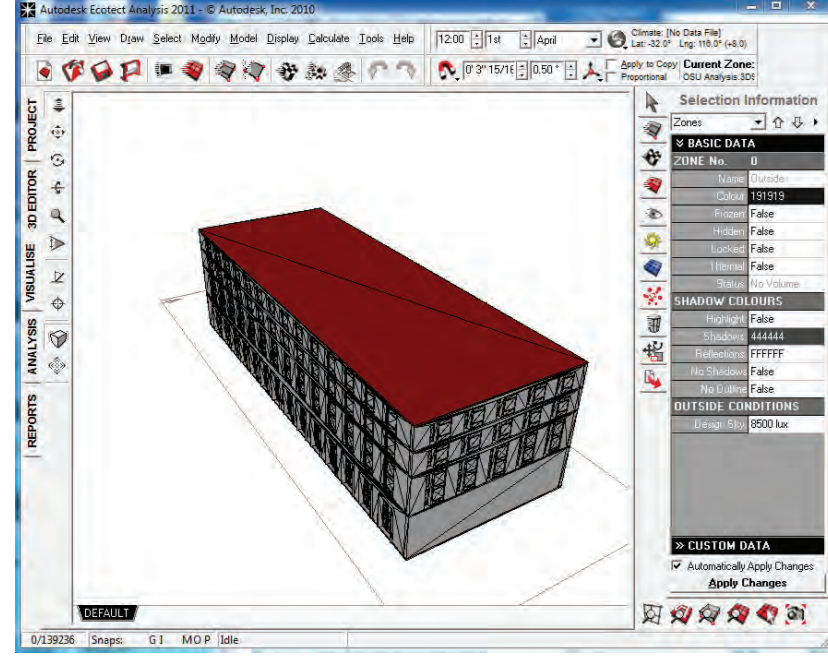 Autodesk Ecotect Analysis 2011 - © Autodesk, Inc. 2010
File Edit View Draw Select Modify Model Display Calculate Tools Help
12:00 1st April
Climate: [No Data File]
Lat: -32.0° Lng: 116.0° (+8.0)
0' 3" 15/16 0.50 °
Apply to Copy
Proportional
Current Zone:
OSU Analysis.3DS
PROJECT
3D EDITOR
VISUALISE
ANALYSIS
REPORTS
Selection Information
Zones
BASIC DATA
ZONE No. 0
Name Outside
Colour 191919
Frozen False
Hidden False
Locked False
Thermal False
Status No Volume
SHADOW COLOURS
Highlight False
Shadows 444444
Reflections FFFFFF
No Shadows False
No Outline False
OUTSIDE CONDITIONS
Design Sky 8500 lux
» CUSTOM DATA
Automatically Apply Changes
Apply Changes
DEFAULT
0/139236 Snaps: G I M O P Idle